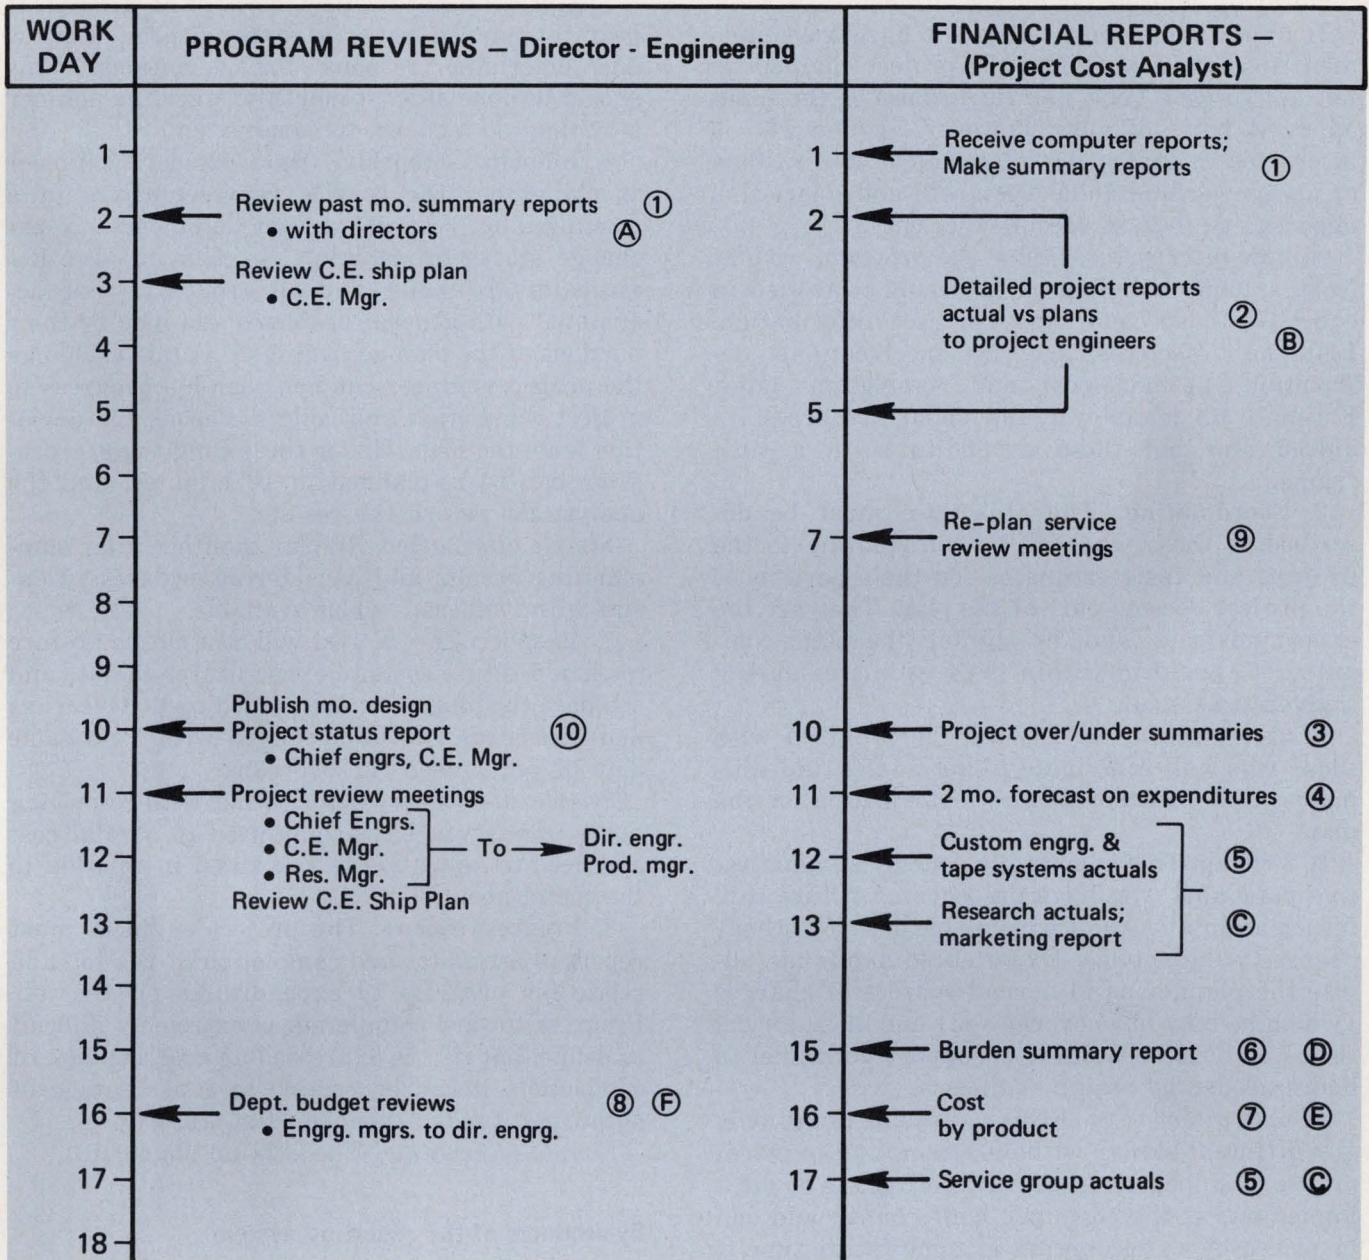 WORK
DAY
PROGRAM REVIEWS — Director - Engineering
FINANCIAL REPORTS —
(Project Cost Analyst)
1
2
Review past mo. summary reports ①
• with directors Ⓐ
3
Review C.E. ship plan
• C.E. Mgr.
4
5
6
7
8
9
10
Publish mo. design
Project status report ⑩
• Chief engrs, C.E. Mgr.
11
Project review meetings
• Chief Engrs.
• C.E. Mgr.
• Res. Mgr.
To
Dir. engr.
Prod. mgr.
12
Review C.E. Ship Plan
13
14
15
16
Dept. budget reviews ⑧ Ⓕ
• Engrg. mgrs. to dir. engrg.
17
18
1
Receive computer reports;
Make summary reports ①
2
Detailed project reports
actual vs plans ②
to project engineers Ⓑ
5
7
Re-plan service
review meetings ⑨
10
Project over/under summaries ③
11
2 mo. forecast on expenditures ④
12
Custom engrg. &
tape systems actuals ⑤
13
Research actuals;
marketing report Ⓒ
15
Burden summary report ⑥ Ⓓ
16
Cost
by product ⑦ Ⓔ
17
Service group actuals ⑤ Ⓒ